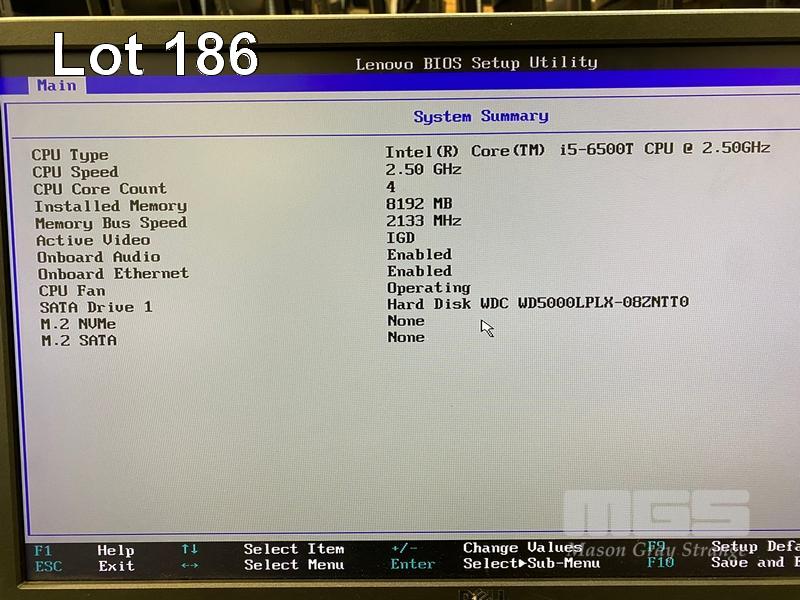 Lot 186
Lenovo BIOS Setup Utility
Main
System Summary
CPU Type Intel(R) Core(TM) i5-6500T CPU @ 2.50GHz
CPU Speed 2.50 GHz
CPU Core Count 4
Installed Memory 8192 MB
Memory Bus Speed 2133 MHz
Active Video IGD
Onboard Audio Enabled
Onboard Ethernet Enabled
CPU Fan Operating
SATA Drive 1 Hard Disk WDC WD5000LPLX-08ZNTT0
M.2 NVMe None
M.2 SATA None
MGS
Mason Gray Strange
F1 Help ↑↓ Select Item +/- Change Values F9 Setup Defa
ESC Exit ←→ Select Menu Enter Select▶Sub-Menu F10 Save and E